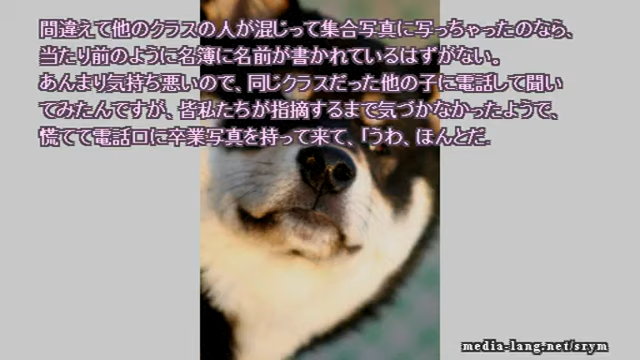 間違えて他のクラスの人が混じって集合写真に写っちゃったのなら、
当たり前のように名簿に名前が書かれているはずがない。
あんまり気持ち悪いので、同じクラスだった他の子に電話して聞い
てみたんですが、皆私たちが指摘するまで気づかなかったようで、
慌てて電話口に卒業写真を持って来て、「うわ、ほんとだ.
media-lang.net/srym